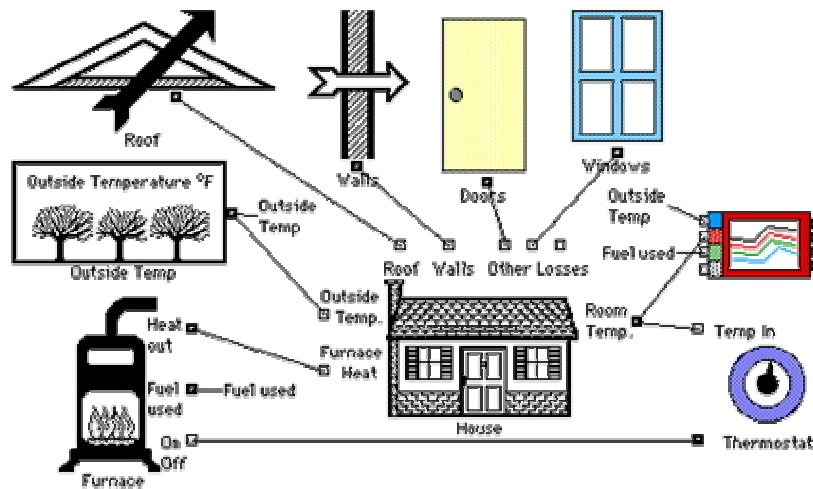 Roof
Walls
Doors
Windows
Outside Temperature °F
Outside
Temp
Outside Temp
Outside
Temp
Fuel used
Roof Walls Other Losses
Outside
Temp.
Room
Temp.
Temp In
Heat
out
Furnace
Heat
Fuel
used
Fuel used
House
On
Off
Thermostat
Furnace